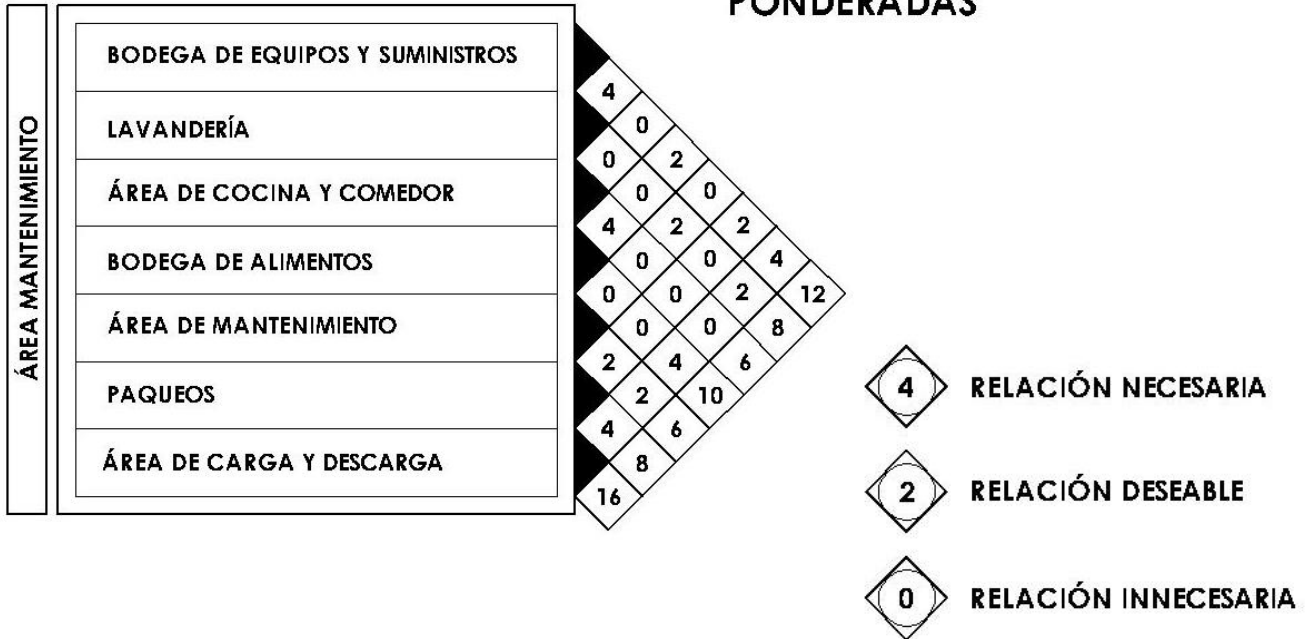 PONDERADAS
ÁREA MANTENIMIENTO
BODEGA DE EQUIPOS Y SUMINISTROS
LAVANDERÍA
ÁREA DE COCINA Y COMEDOR
BODEGA DE ALIMENTOS
ÁREA DE MANTENIMIENTO
PAQUEOS
ÁREA DE CARGA Y DESCARGA
4
0
0 2
0 0
4 2 2
0 0 4
0 0 2 12
0 0 8
2 4 6
2 10
4 6
8
16
4 RELACIÓN NECESARIA
2 RELACIÓN DESEABLE
0 RELACIÓN INNECESARIA